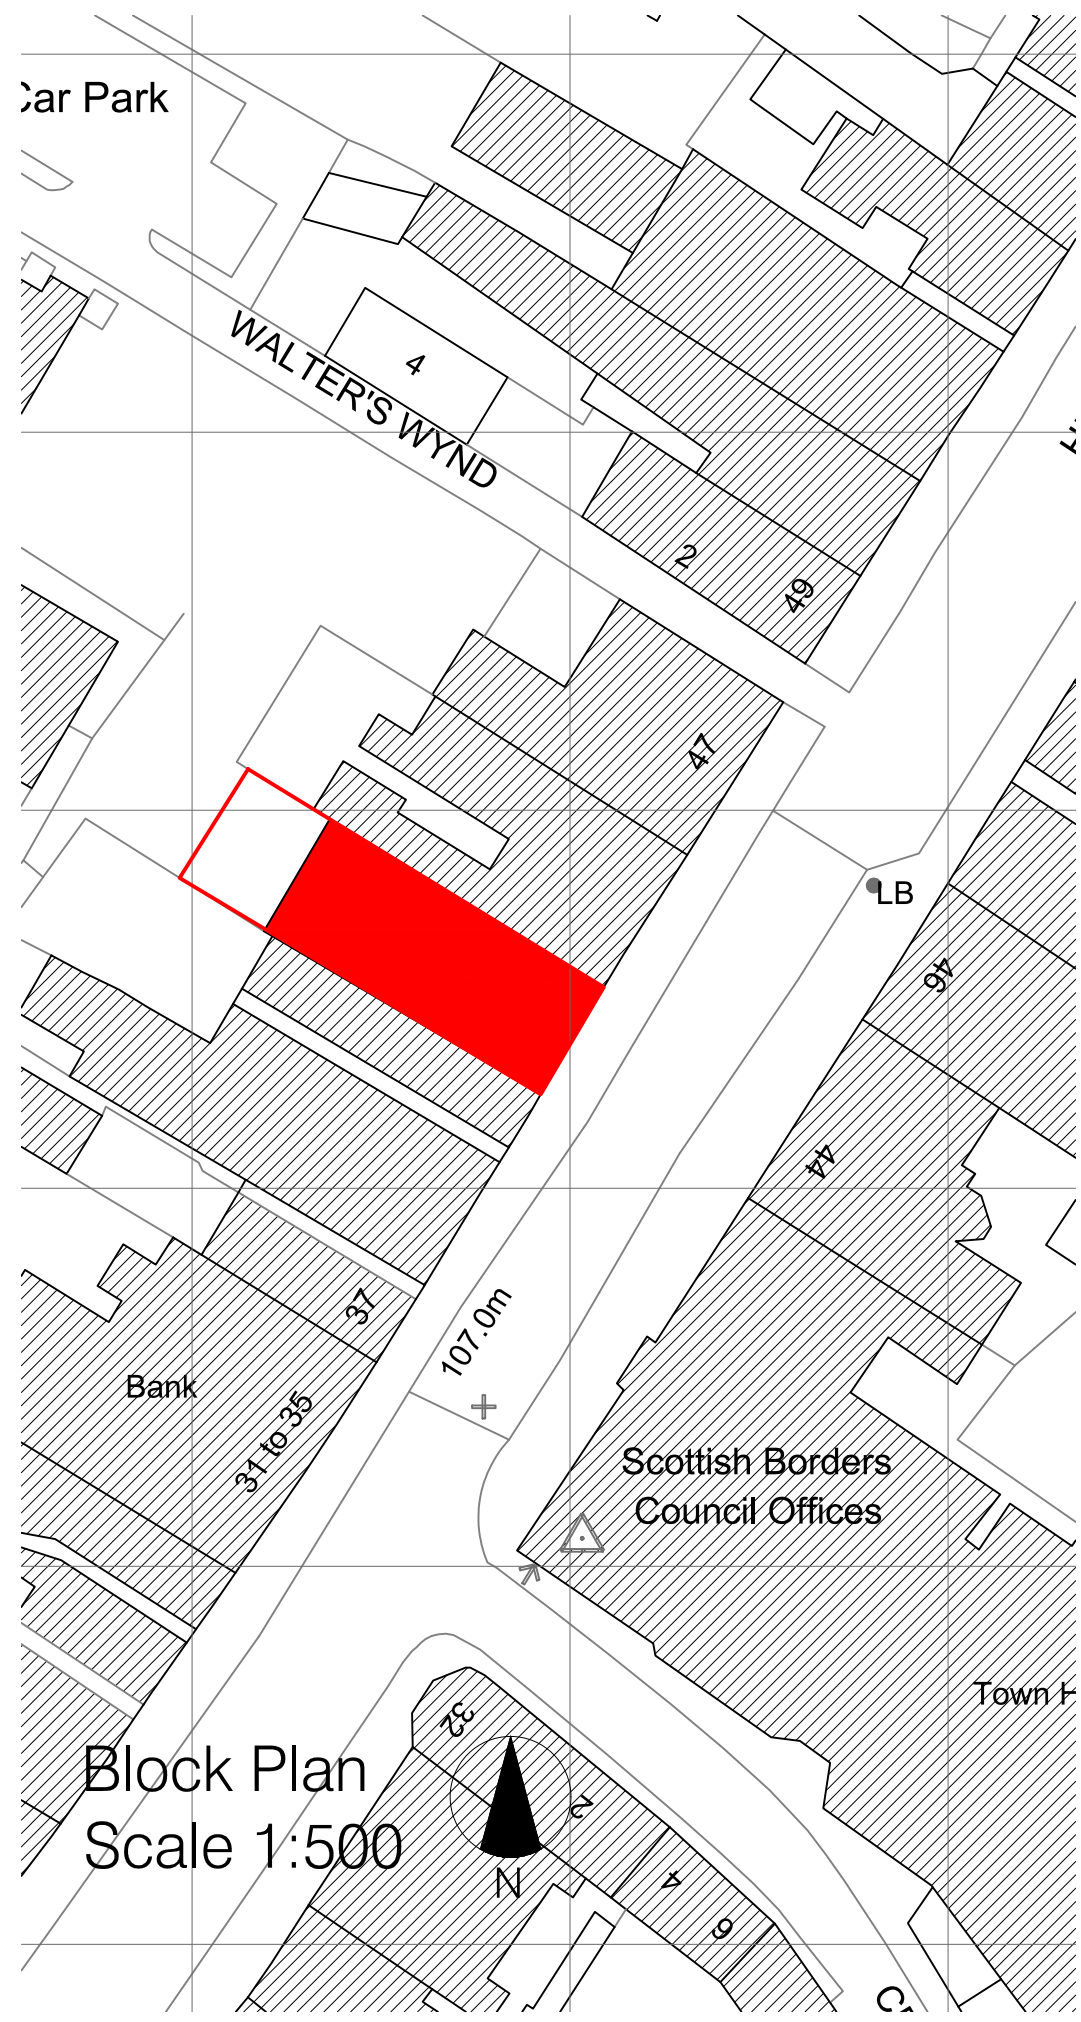 Car Park
WALTER'S WYND
4
2
49
47
LB
46
44
37
107.0m
Bank
31 to 35
Scottish Borders
Council Offices
Town H
32
Block Plan
Scale 1:500
2
N
4
6